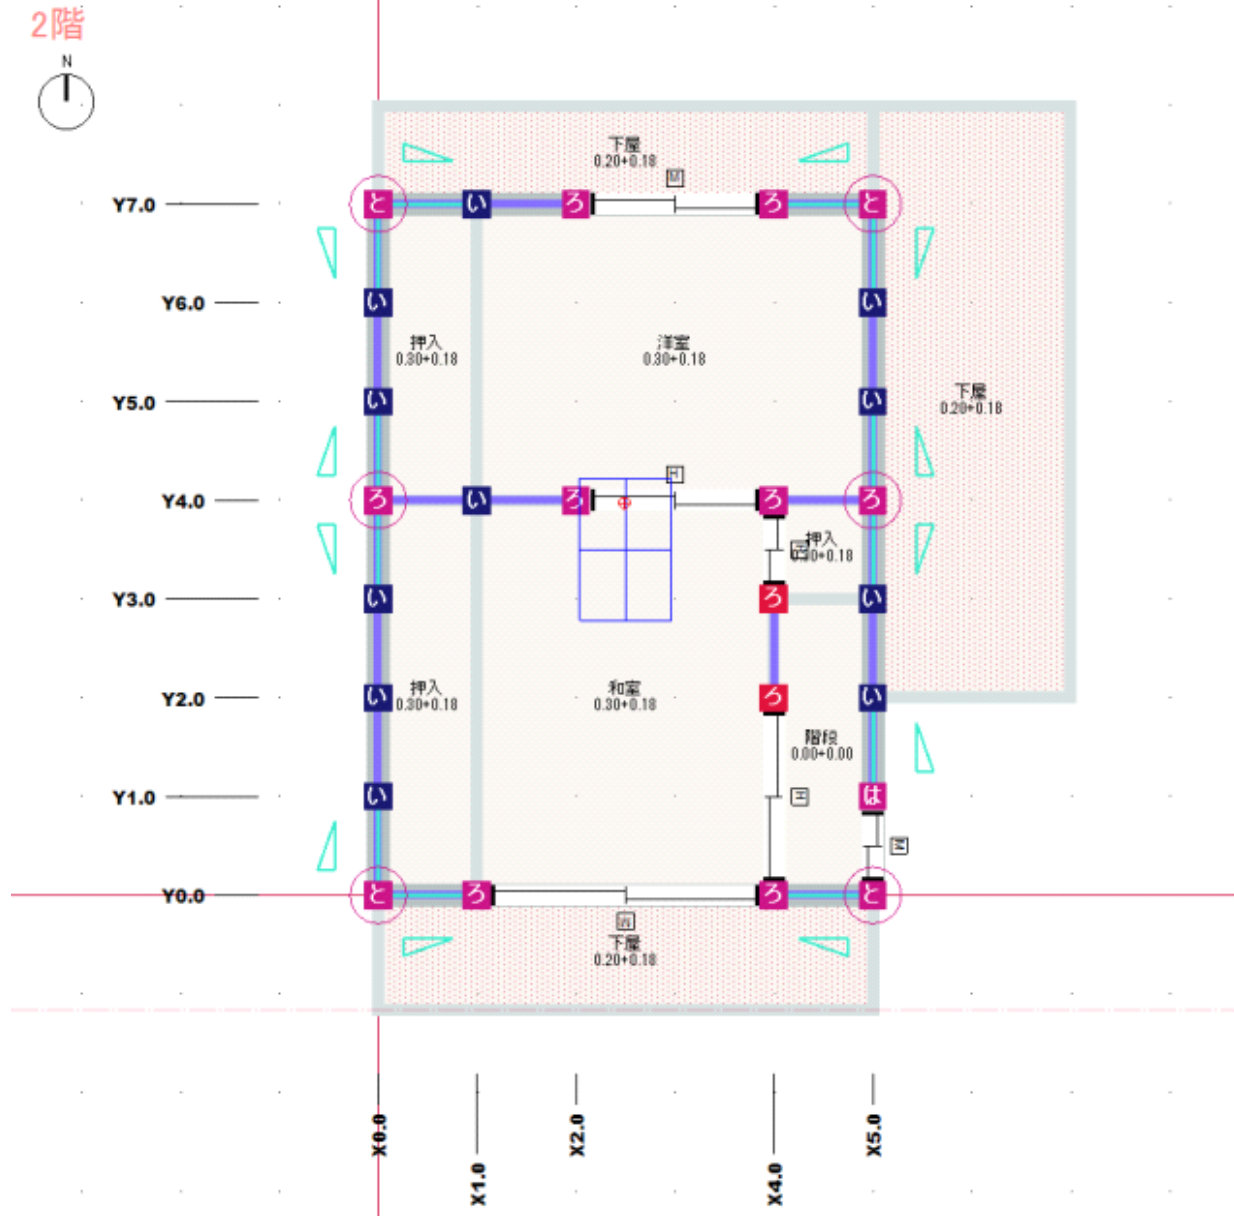 2階
N
下屋
0.20+0.18
M
Y7.0
と
い
ろ
ろ
と
Y6.0
い
い
押入
0.30+0.18
洋室
0.30+0.18
Y5.0
い
い
下屋
0.20+0.18
H
Y4.0
ろ
い
ろ
ろ
ろ
押入
Y3.0
い
ろ
い
Y2.0
い
ろ
い
押入
0.30+0.18
和室
0.30+0.18
階段
0.00+0.00
Y1.0
い
H
は
M
Y0.0
と
ろ
ろ
と
M
下屋
0.20+0.18
X0.0
X1.0
X2.0
X4.0
X5.0